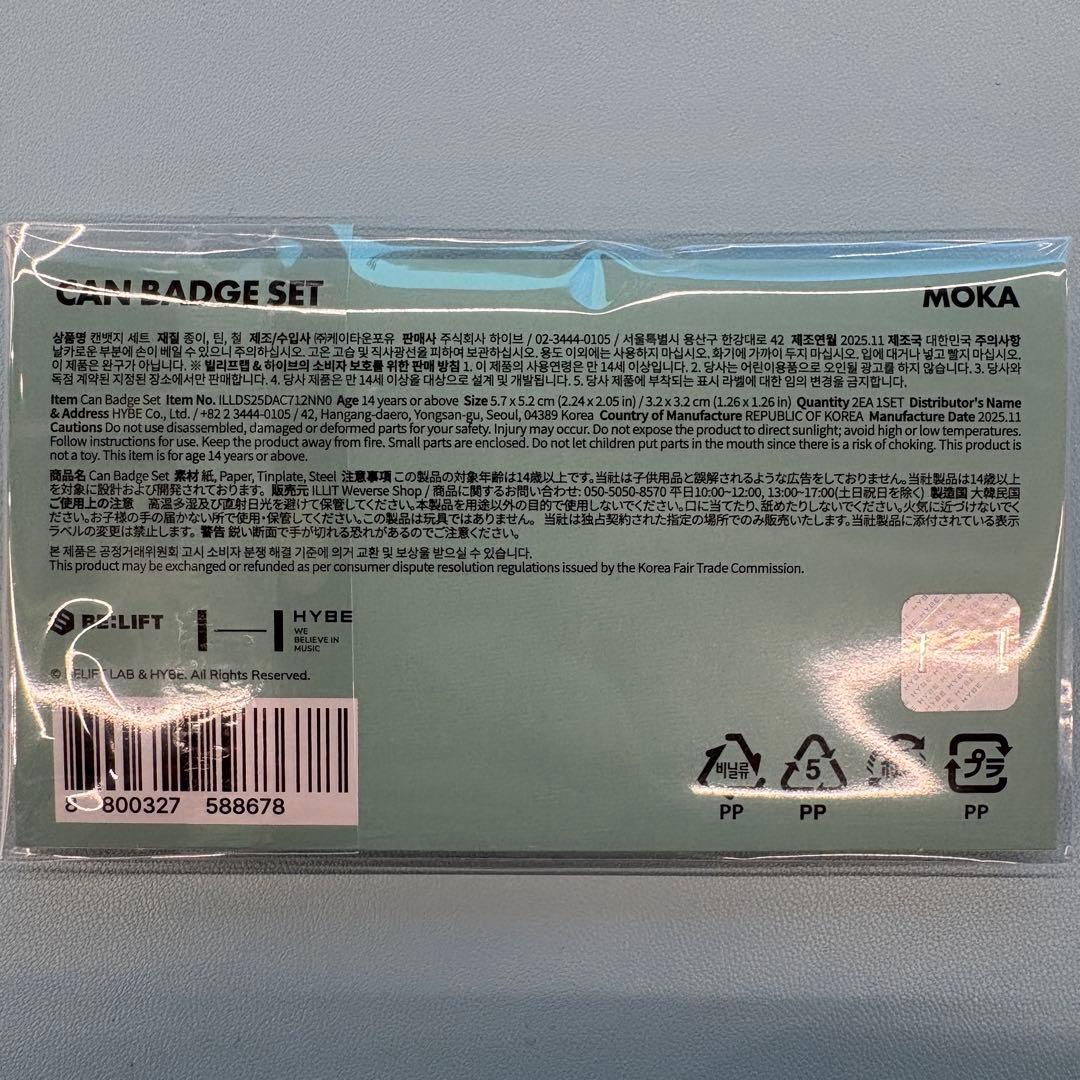 CAN BADGE SET
MOKA
상품명 캔뱃지 세트 재질 종이, 틴, 철 제조/수입사 ㈜케이타온포유 판매사 주식회사 하이브 / 02-3444-0105 / 서울특별시 용산구 한강대로 42 제조연월 2025.11 제조국 대한민국 주의사항
날카로운 부분에 손이 베일 수 있으니 주의하십시오. 고온 고습 및 직사광선을 피하여 보관하십시오. 용도 이외에는 사용하지 마십시오. 화기에 가까이 두지 마십시오. 입에 대거나 넣고 빨지 마십시오.
이 제품은 완구가 아닙니다. ※ 빌리프랩 & 하이브의 소비자 보호를 위한 판매 방침 1. 이 제품의 사용연령은 만 14세 이상입니다. 2. 당사는 어린이용품으로 오인될 광고를 하지 않습니다. 3. 당사와
독점 계약된 지정된 장소에서만 판매합니다. 4. 당사 제품은 만 14세 이상을 대상으로 설계 및 개발됩니다. 5. 당사 제품에 부착되는 표시 라벨에 대한 임의 변경을 금지합니다.
Item Can Badge Set Item No. ILLDS25DAC712NN0 Age 14 years or above Size 5.7 x 5.2 cm (2.24 x 2.05 in) / 3.2 x 3.2 cm (1.26 x 1.26 in) Quantity 2EA 1SET Distributor's Name
& Address HYBE Co., Ltd. / +82 2 3444-0105 / 42, Hangang-daero, Yongsan-gu, Seoul, 04389 Korea Country of Manufacture REPUBLIC OF KOREA Manufacture Date 2025.11
Cautions Do not use disassembled, damaged or deformed parts for your safety. Injury may occur. Do not expose the product to direct sunlight; avoid high or low temperatures.
Follow instructions for use. Keep the product away from fire. Small parts are enclosed. Do not let children put parts in the mouth since there is a risk of choking. This product is
not a toy. This item is for age 14 years or above.
商品名 Can Badge Set 素材 紙, Paper, Tinplate, Steel 注意事項 この製品の対象年齢は14歳以上です。当社は子供用品と誤解されるような広告をしておりません。当社製品は14歳以上
を対象に設計および開発されております。 販売元 ILLIT Weverse Shop / 商品に関するお問い合わせ: 050-5050-8570 平日10:00~12:00, 13:00~17:00(土日祝日を除く) 製造国 大韓民国
ご使用上の注意 高温多湿及び直射日光を避けて保管してください。本製品を用途以外の目的で使用しないでください。口に当てたり、舐めたりしないでください。火気に近づけないでく
ださい。お子様の手の届かない所で使用・保管してください。この製品は玩具ではありません。 当社は独占契約された指定の場所でのみ販売いたします。当社製品に添付されている表示
ラベルの変更は禁止します。 警告 鋭い断面で手が切れる恐れがあるのでご注意ください。
본 제품은 공정거래위원회 고시 소비자 분쟁 해결 기준에 의거 교환 및 보상을 받으실 수 있습니다.
This product may be exchanged or refunded as per consumer dispute resolution regulations issued by the Korea Fair Trade Commission.
BE:LIFT
HYBE
WE
BELIEVE IN
MUSIC
© BELIFT LAB & HYBE. All Rights Reserved.
8 800327 588678
비닐류
PP
5
PP
プラ
PP